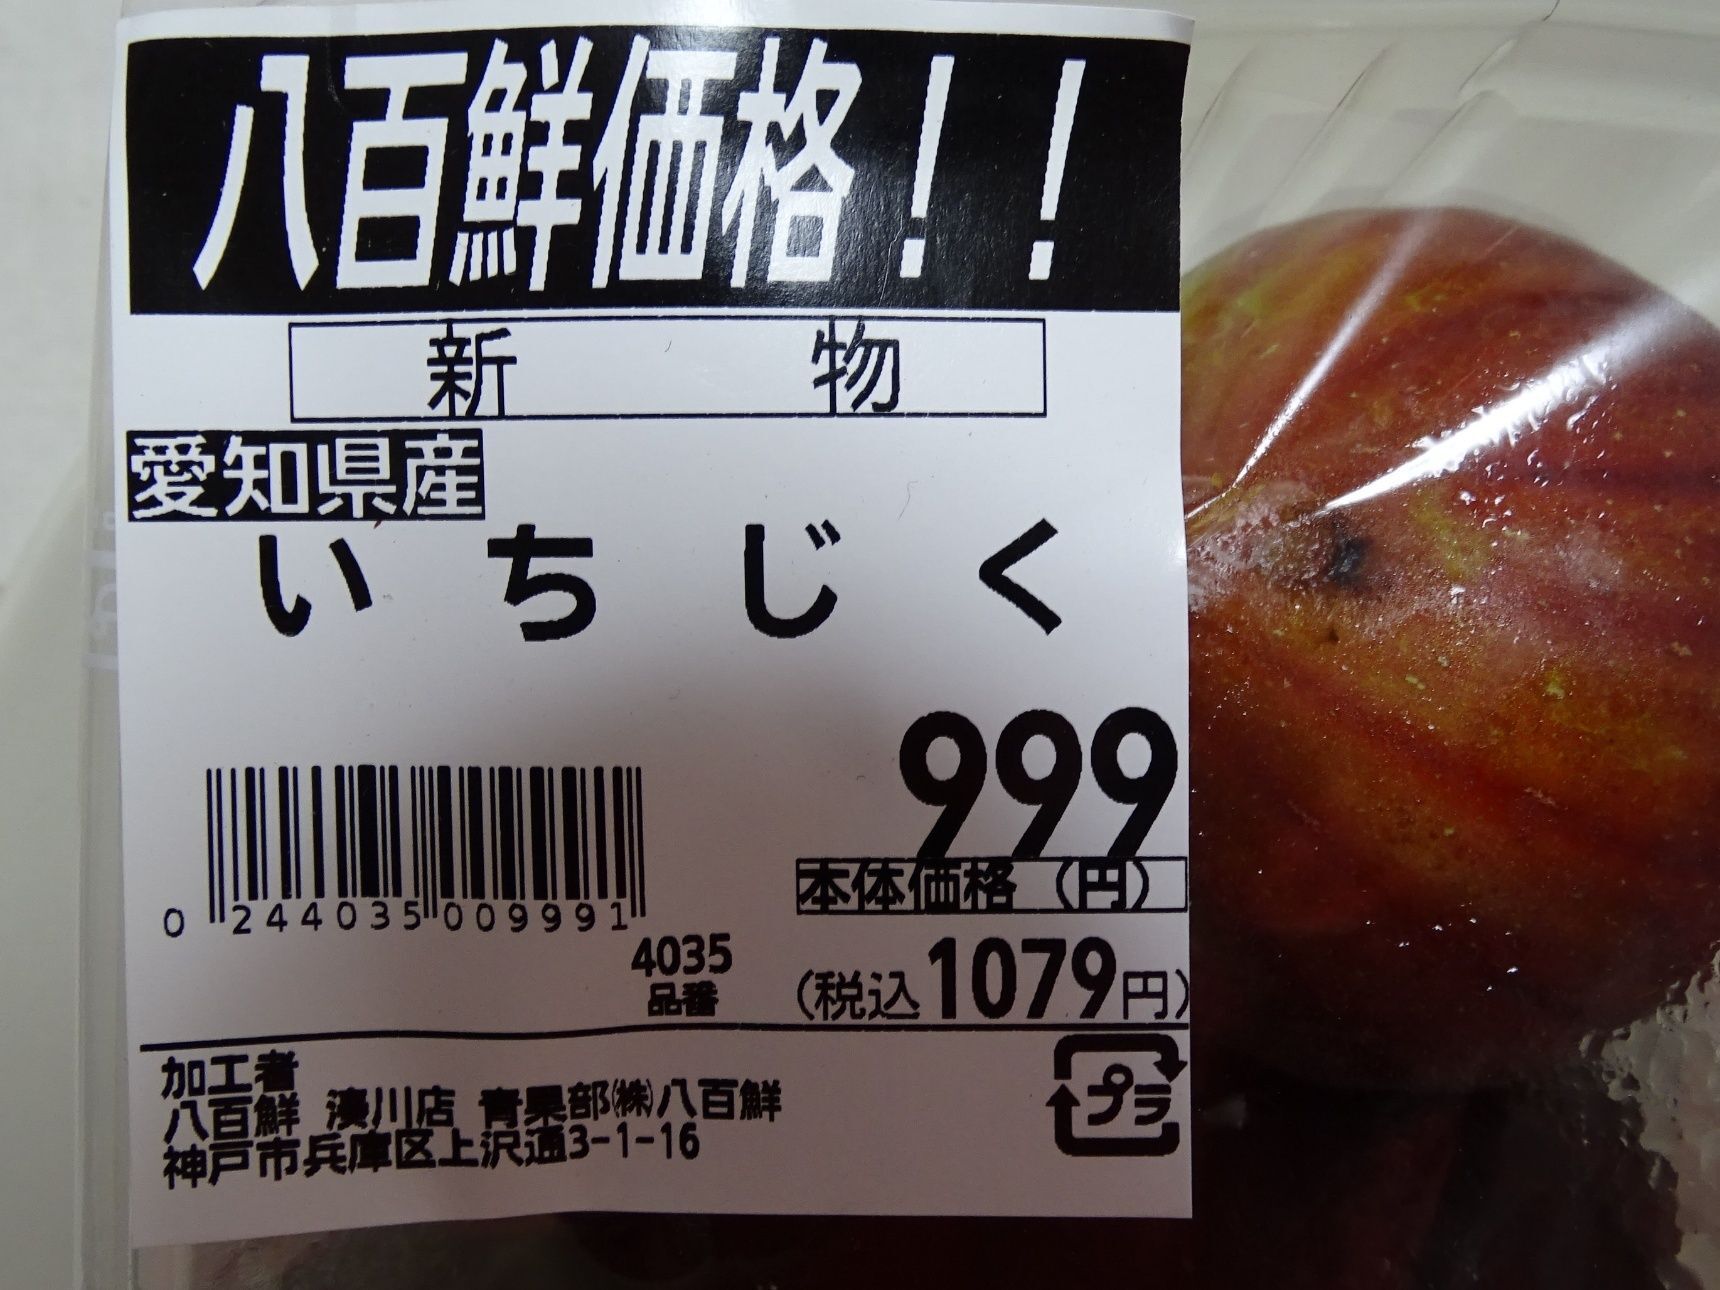 八百鮮価格！！
新 物
愛知県産
いちじく
999
本体価格（円）
0 244035 009991
4035
品番
(税込1079円)
加工者
八百鮮 湊川店 青果部㈱八百鮮
神戸市兵庫区上沢通3-1-16
プラ